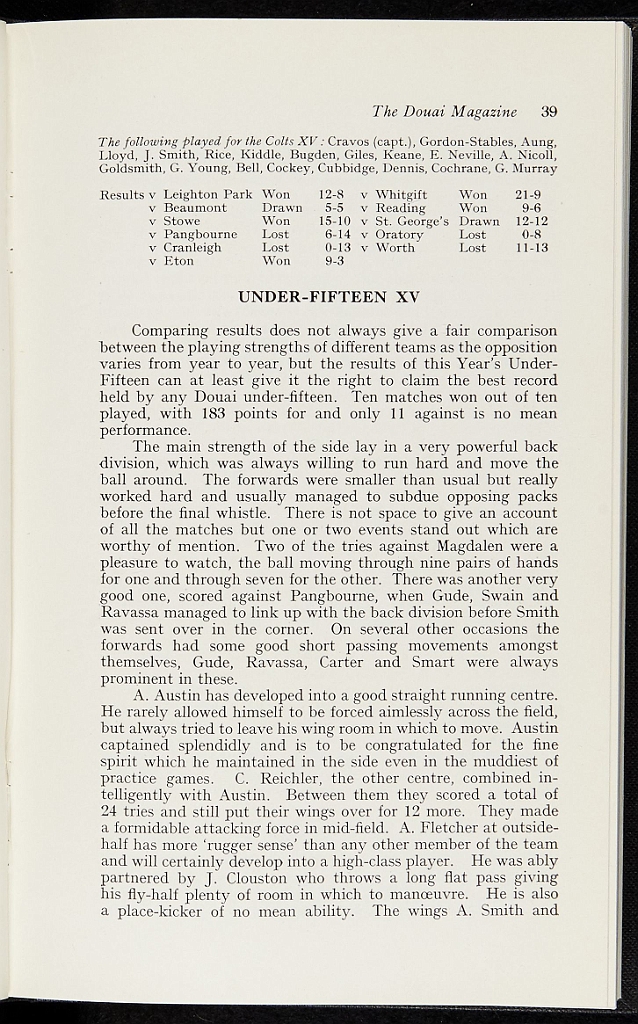 The Douai Magazine 39
The following played for the Colts XV: Cravos (capt.), Gordon-Stables, Aung,
Lloyd, J. Smith, Rice, Kiddle, Bugden, Giles, Keane, E. Neville, A. Nicoll,
Goldsmith, G. Young, Bell, Cockey, Cubbidge, Dennis, Cochrane, G. Murray
Results v Leighton Park Won 12-8 v Whitgift Won 21-9
v Beaumont Drawn 5-5 v Reading Won 9-6
v Stowe Won 15-10 v St. George's Drawn 12-12
v Pangbourne Lost 6-14 v Oratory Lost 0-8
v Cranleigh Lost 0-13 v Worth Lost 11-13
v Eton Won 9-3
UNDER-FIFTEEN XV
Comparing results does not always give a fair comparison
between the playing strengths of different teams as the opposition
varies from year to year, but the results of this Year's Under-
Fifteen can at least give it the right to claim the best record
held by any Douai under-fifteen. Ten matches won out of ten
played, with 183 points for and only 11 against is no mean
performance.
The main strength of the side lay in a very powerful back
division, which was always willing to run hard and move the
ball around. The forwards were smaller than usual but really
worked hard and usually managed to subdue opposing packs
before the final whistle. There is not space to give an account
of all the matches but one or two events stand out which are
worthy of mention. Two of the tries against Magdalen were a
pleasure to watch, the ball moving through nine pairs of hands
for one and through seven for the other. There was another very
good one, scored against Pangbourne, when Gude, Swain and
Ravassa managed to link up with the back division before Smith
was sent over in the corner. On several other occasions the
forwards had some good short passing movements amongst
themselves, Gude, Ravassa, Carter and Smart were always
prominent in these.
A. Austin has developed into a good straight running centre.
He rarely allowed himself to be forced aimlessly across the field,
but always tried to leave his wing room in which to move. Austin
captained splendidly and is to be congratulated for the fine
spirit which he maintained in the side even in the muddiest of
practice games. C. Reichler, the other centre, combined in-
telligently with Austin. Between them they scored a total of
24 tries and still put their wings over for 12 more. They made
a formidable attacking force in mid-field. A. Fletcher at outside-
half has more 'rugger sense' than any other member of the team
and will certainly develop into a high-class player. He was ably
partnered by J. Clouston who throws a long flat pass giving
his fly-half plenty of room in which to manœuvre. He is also
a place-kicker of no mean ability. The wings A. Smith and